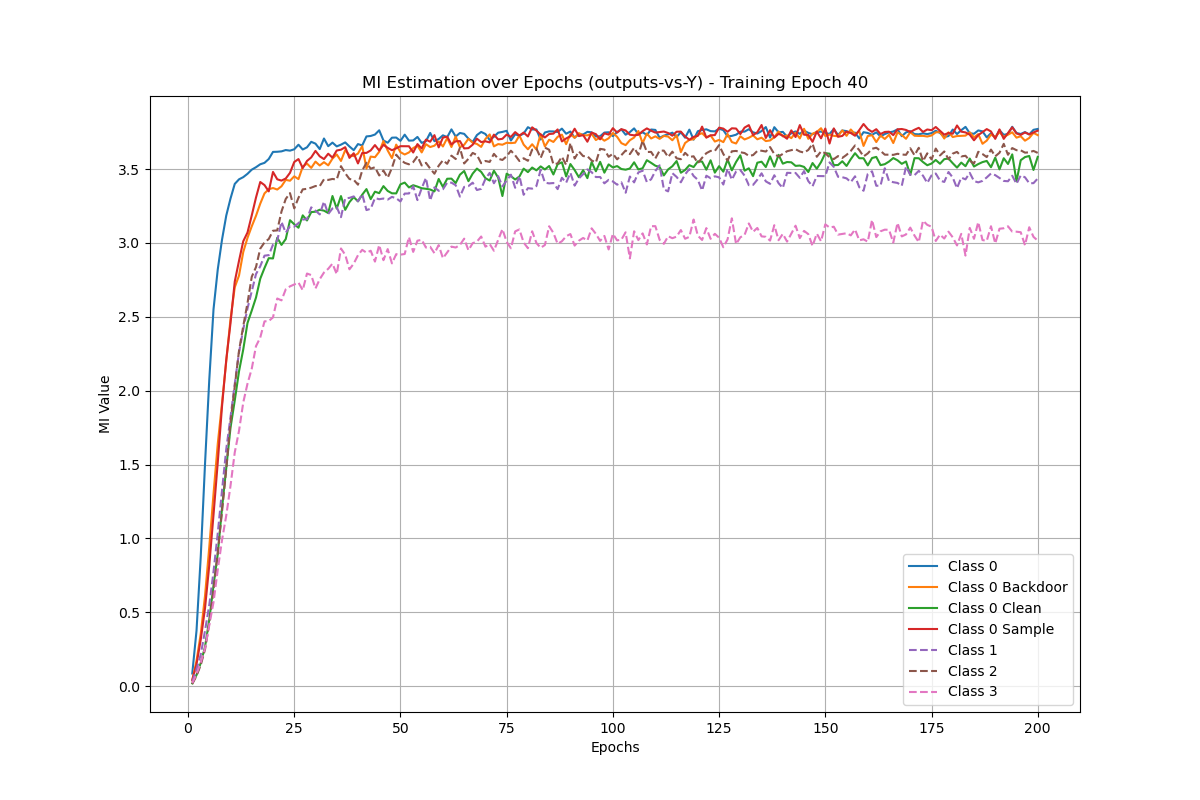 MI Estimation over Epochs (outputs-vs-Y) - Training Epoch 40
MI Value
3.5
3.0
2.5
2.0
1.5
1.0
0.5
0.0
0 25 50 75 100 125 150 175 200
Epochs
Class 0
Class 0 Backdoor
Class 0 Clean
Class 0 Sample
Class 1
Class 2
Class 3